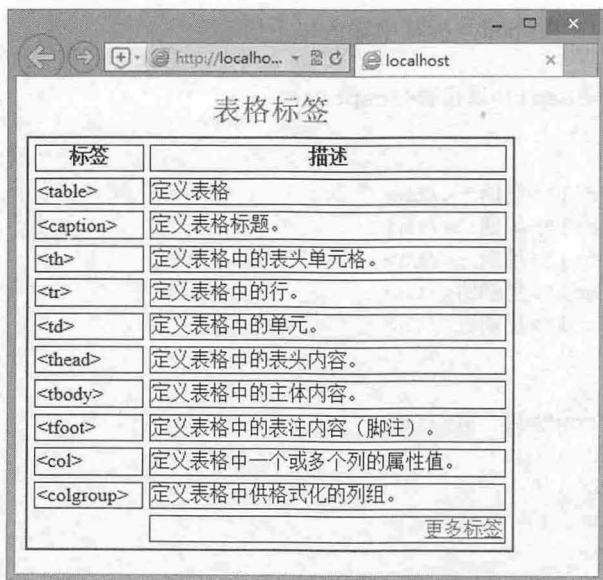 http://localho...
localhost
表格标签
标签 描述
<table> 定义表格
<caption> 定义表格标题。
<th> 定义表格中的表头单元格。
<tr> 定义表格中的行。
<td> 定义表格中的单元。
<thead> 定义表格中的表头内容。
<tbody> 定义表格中的主体内容。
<tfoot> 定义表格中的表注内容（脚注）。
<col> 定义表格中一个或多个列的属性值。
<colgroup> 定义表格中供格式化的列组。
更多标签